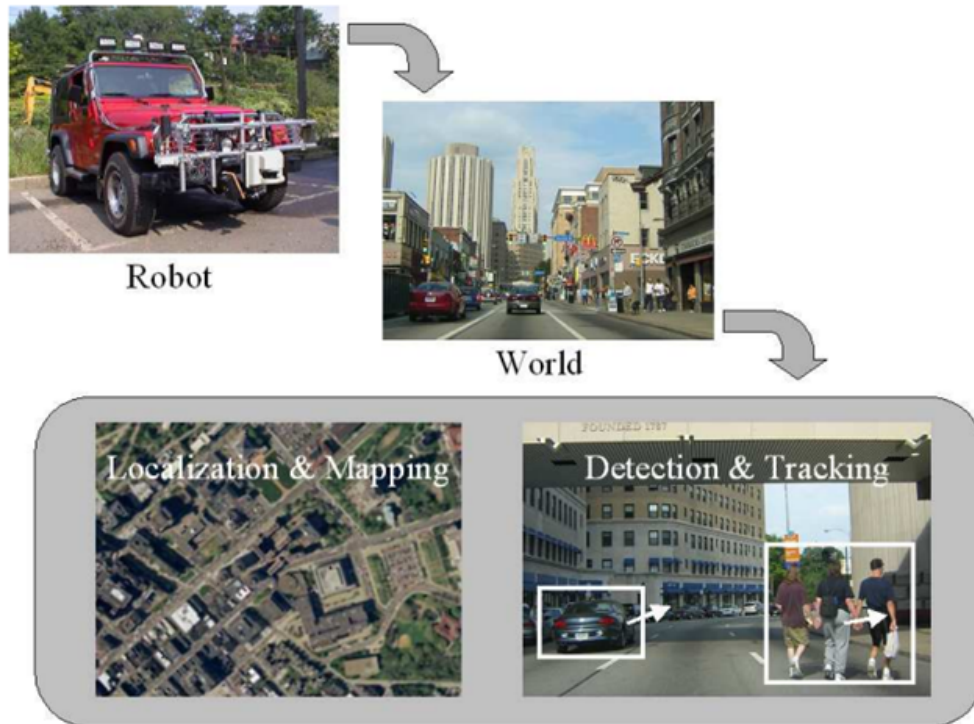 Robot
World
Localization & Mapping
Detection & Tracking
FOUNDED 1787